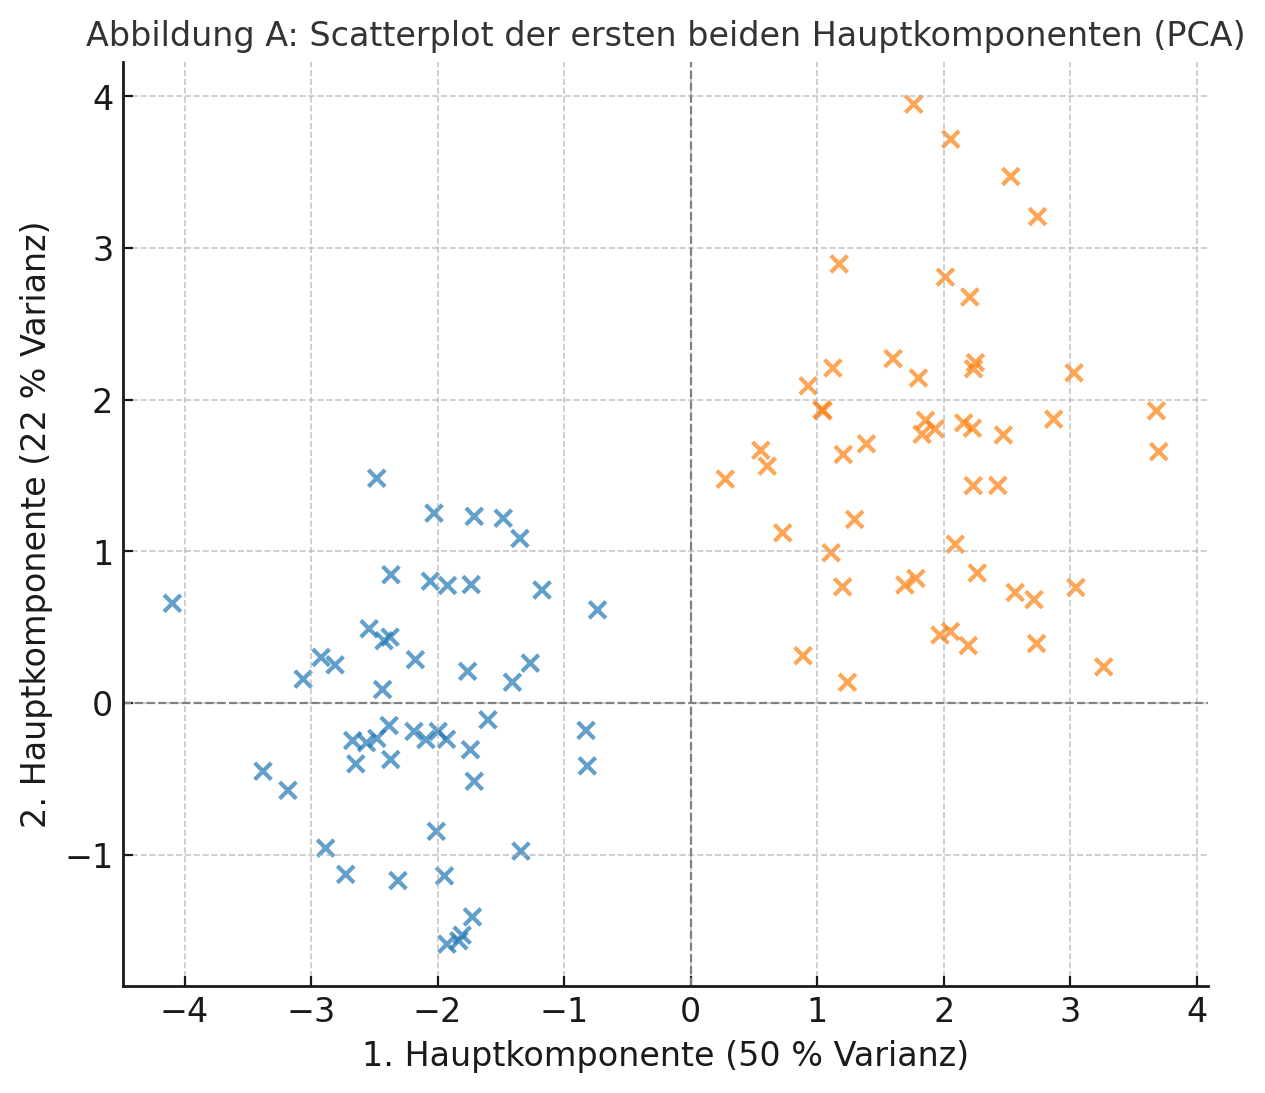 Abbildung A: Scatterplot der ersten beiden Hauptkomponenten (PCA)
2. Hauptkomponente (22 % Varianz)
4
3
2
1
0
−1
−4 −3 −2 −1 0 1 2 3 4
1. Hauptkomponente (50 % Varianz)